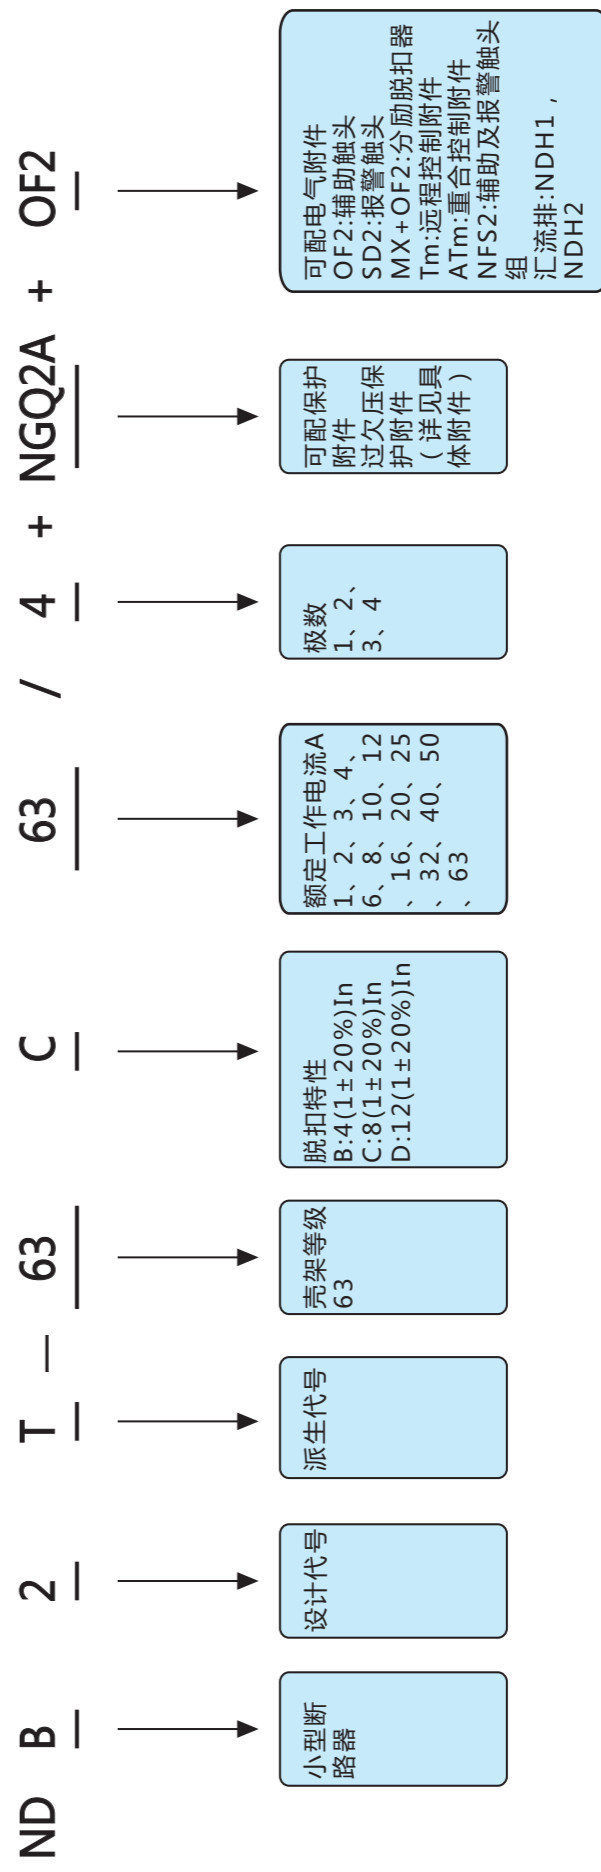 ND B 2 T — 63 C 63 / 4 + NGQ2A + OF2
小型断
路器
设计代号
派生代号
壳架等级
63
脱扣特性
B:4(1±20%)In
C:8(1±20%)In
D:12(1±20%)In
额定工作电流A
1、2、3、4、
6、8、10、12
、16、20、25
、32、40、50
、63
极数
1、2、
3、4
可配保护
附件
过欠压保
护附件
(详见具
体附件)
可配电气附件
OF2:辅助触头
SD2:报警触头
MX+OF2:分励脱扣器
Tm:远程控制附件
ATm:重合控制附件
NFS2:辅助及报警触头
组
汇流排:NDH1,
NDH2